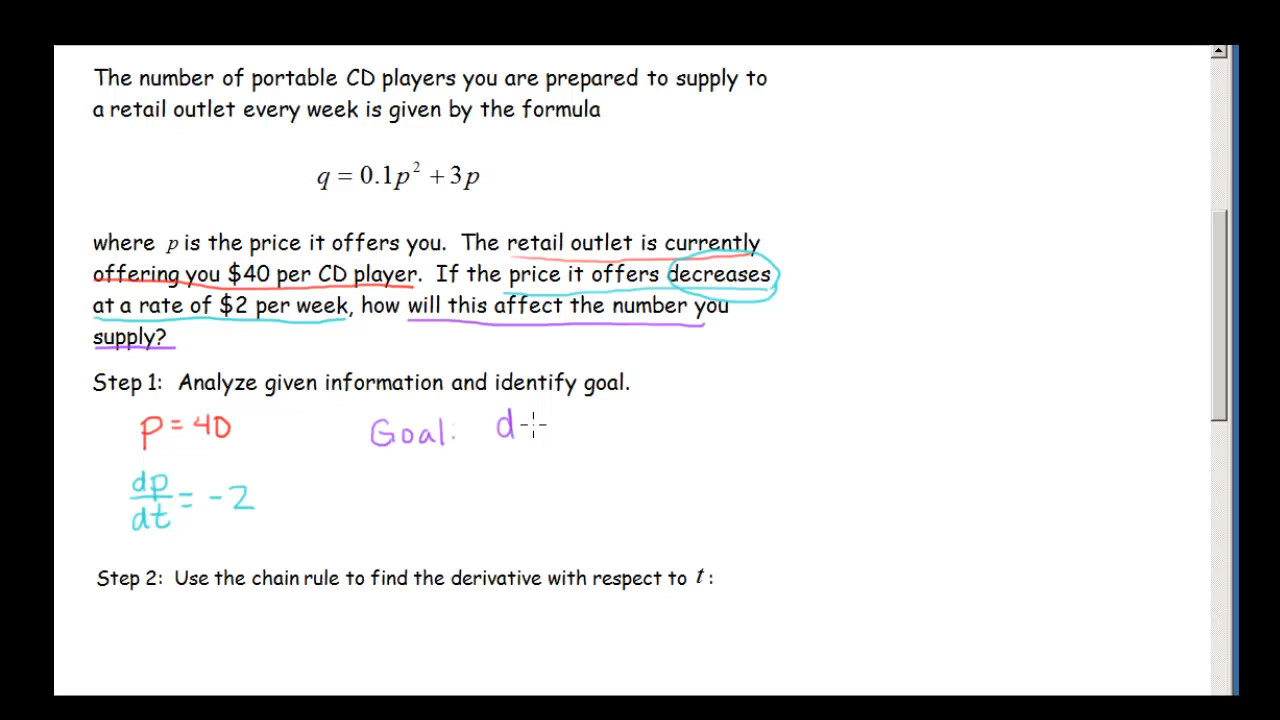 The number of portable CD players you are prepared to supply to
a retail outlet every week is given by the formula
q = 0.1p² + 3p
where p is the price it offers you. The retail outlet is currently
offering you $40 per CD player. If the price it offers decreases
at a rate of $2 per week, how will this affect the number you
supply?
Step 1: Analyze given information and identify goal.
p = 40 Goal: d
dp/dt = -2
Step 2: Use the chain rule to find the derivative with respect to t: